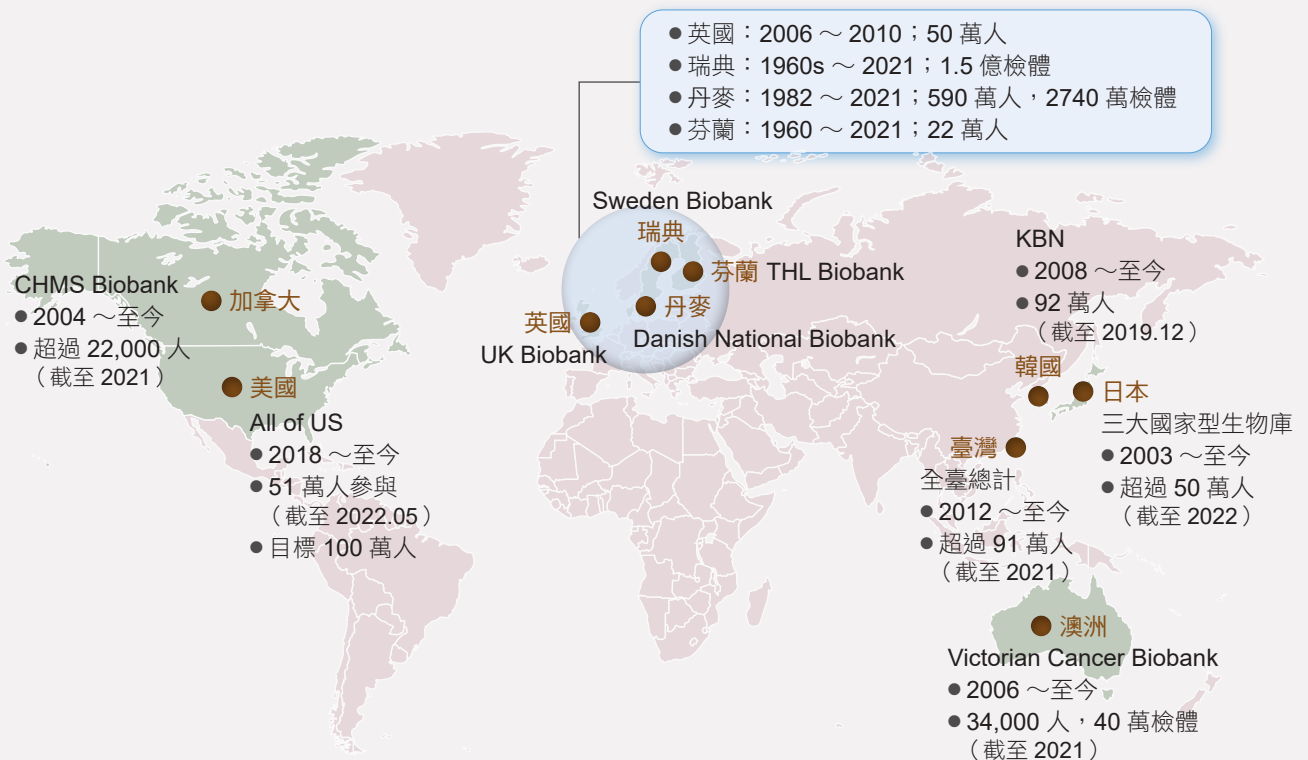 ● 英國：2006 ～ 2010；50 萬人
● 瑞典：1960s ～ 2021；1.5 億檢體
● 丹麥：1982 ～ 2021；590 萬人，2740 萬檢體
● 芬蘭：1960 ～ 2021；22 萬人
Sweden Biobank
瑞典
芬蘭 THL Biobank
丹麥
Danish National Biobank
英國
UK Biobank
CHMS Biobank
加拿大
● 2004 ～至今
● 超過 22,000 人
（截至 2021）
美國
All of US
● 2018 ～至今
● 51 萬人參與
（截至 2022.05）
● 目標 100 萬人
KBN
● 2008 ～至今
● 92 萬人
（截至 2019.12）
韓國
日本
三大國家型生物庫
● 2003 ～至今
● 超過 50 萬人
（截至 2022）
臺灣
全臺總計
● 2012 ～至今
● 超過 91 萬人
（截至 2021）
澳洲
Victorian Cancer Biobank
● 2006 ～至今
● 34,000 人，40 萬檢體
（截至 2021）